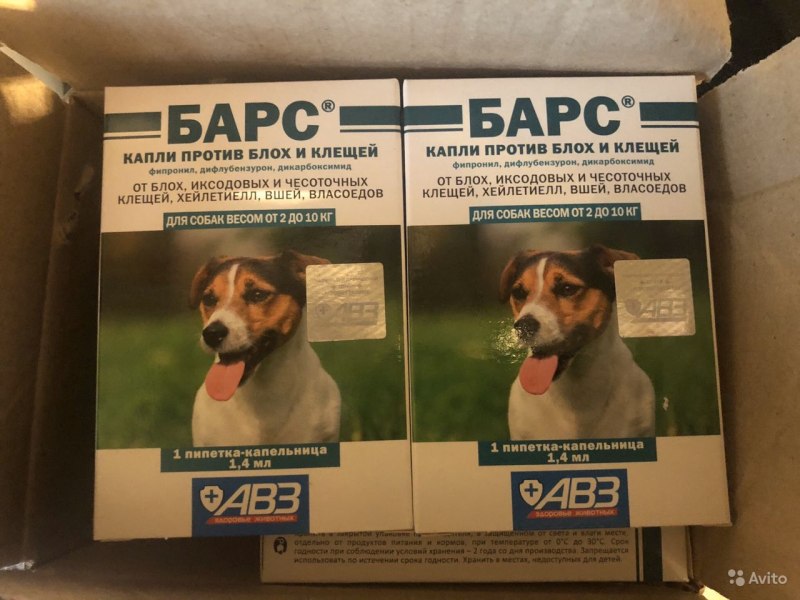 БАРС®
КАПЛИ ПРОТИВ БЛОХ И КЛЕЩЕЙ
фипронил, дифлубензурон, дикарбоксимид
ОТ БЛОХ, ИКСОДОВЫХ И ЧЕСОТОЧНЫХ
КЛЕЩЕЙ, ХЕЙЛЕТИЕЛЛ, ВШЕЙ, ВЛАСОЕДОВ
ДЛЯ СОБАК ВЕСОМ ОТ 2 ДО 10 КГ
АВЗ
1 пипетка-капельница
1,4 мл
АВЗ
здоровье животных
БАРС®
КАПЛИ ПРОТИВ БЛОХ И КЛЕЩЕЙ
фипронил, дифлубензурон, дикарбоксимид
ОТ БЛОХ, ИКСОДОВЫХ И ЧЕСОТОЧНЫХ
КЛЕЩЕЙ, ХЕЙЛЕТИЕЛЛ, ВШЕЙ, ВЛАСОЕДОВ
ДЛЯ СОБАК ВЕСОМ ОТ 2 ДО 10 КГ
АВЗ
1 пипетка-капельница
1,4 мл
АВЗ
здоровье животных
в защищенном от света и влаги месте,
отдельно от продуктов питания и кормов, при температуре от 0°С до 30°С. Срок
годности при соблюдении условий хранения – 2 года со дня производства. Запрещается
использовать по истечении срока годности. Хранить в местах, недоступных для детей.
Avito